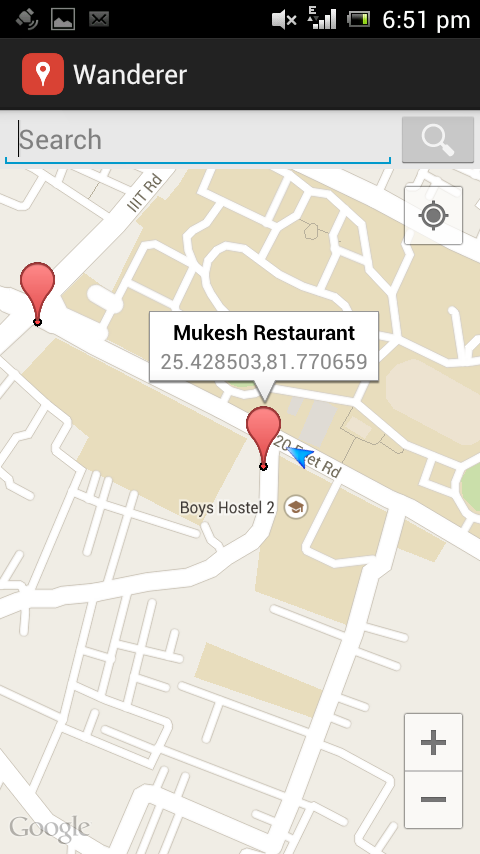 E
6:51 pm
Wanderer
Search
IIIT Rd
Mukesh Restaurant
25.428503,81.770659
Rd
Boys Hostel 2
Google